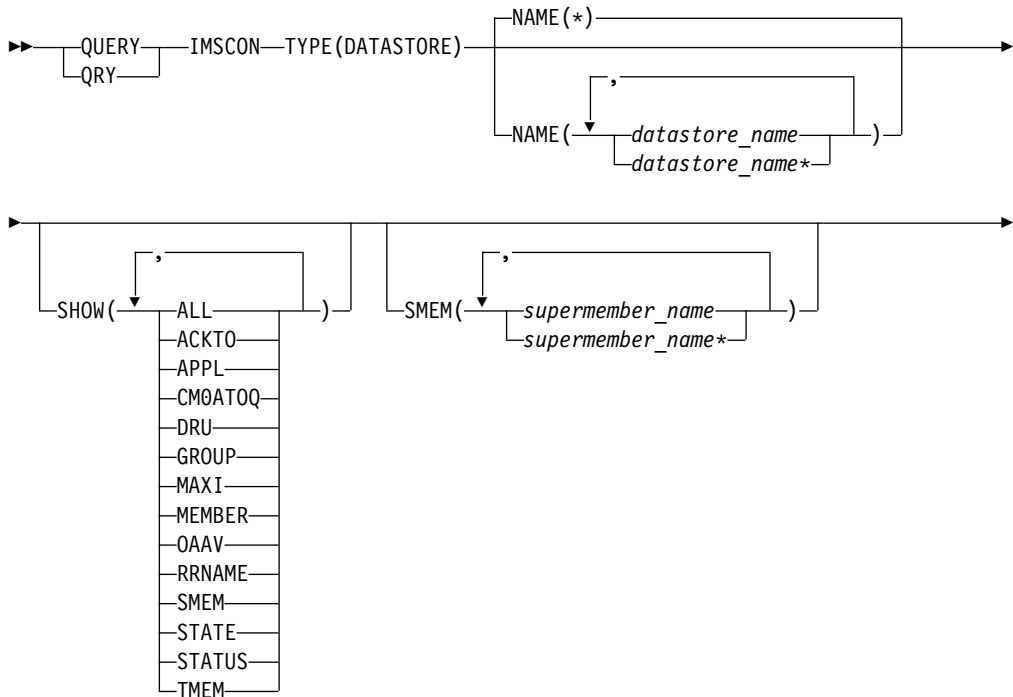 NAME(*)
QUERY IMSCON TYPE(DATASTORE)
QRY
,
NAME( datastore_name )
datastore_name*
, ,
SHOW( ALL ) SMEM( supermember_name )
ACKTO supermember_name*
APPL
CM0ATOQ
DRU
GROUP
MAXI
MEMBER
OAAV
RRNAME
SMEM
STATE
STATUS
TMEM